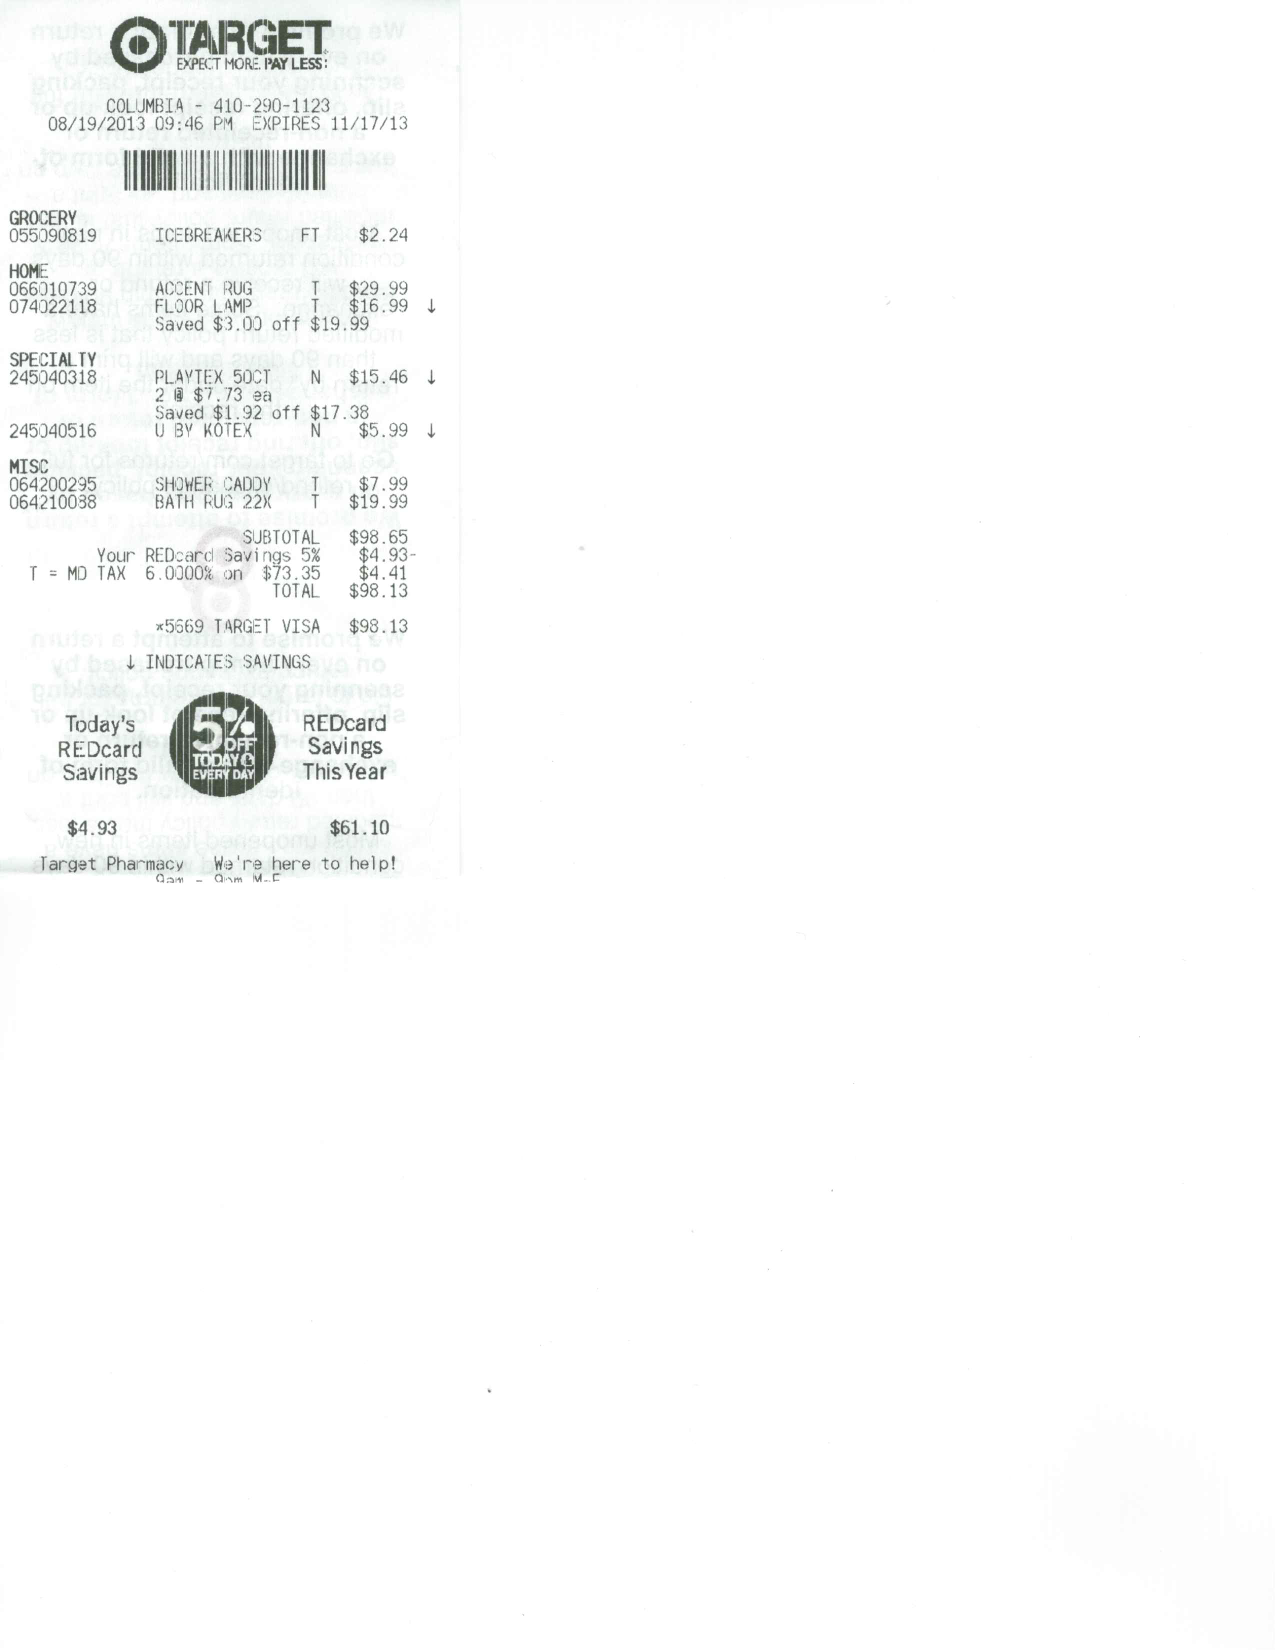 TARGET
EXPECT MORE. PAY LESS.
COLUMBIA - 410-290-1123
08/19/2013 09:46 PM EXPIRES 11/17/13
GROCERY
055090819 ICEBREAKERS FT $2.24
HOME
066010739 ACCENT RUG T $29.99
074022118 FLOOR LAMP T $16.99 ↓
Saved $3.00 off $19.99
SPECIALTY
245040318 PLAYTEX 50CT N $15.46 ↓
2 @ $7.73 ea
Saved $1.92 off $17.38
245040516 U BY KOTEX N $5.99 ↓
MISC
064200295 SHOWER CADDY T $7.99
064210038 BATH RUG 22X T $19.99
SUBTOTAL $98.65
Your REDcard Savings 5% $4.93-
T = MD TAX 6.0000% on $73.35 $4.41
TOTAL $98.13
*5669 TARGET VISA $98.13
↓ INDICATES SAVINGS
Today's
REDcard
Savings
5%
OFF
TODAY &
EVERY DAY
REDcard
Savings
This Year
$4.93 $61.10
Target Pharmacy We're here to help!
9am - 9pm M-F